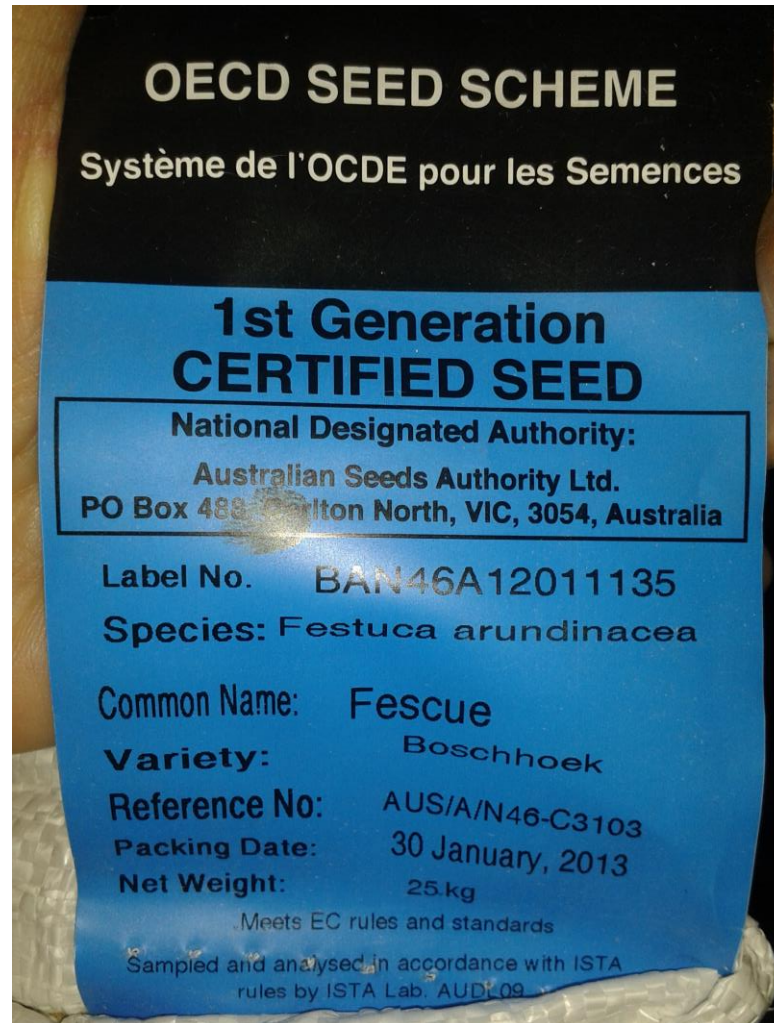 OECD SEED SCHEME
Système de l'OCDE pour les Semences
1st Generation
CERTIFIED SEED
National Designated Authority:
Australian Seeds Authority Ltd.
PO Box 488, Carlton North, VIC, 3054, Australia
Label No. BAN46A12011135
Species: Festuca arundinacea
Common Name: Fescue
Variety: Boschhoek
Reference No: AUS/A/N46-C3103
Packing Date: 30 January, 2013
Net Weight: 25.kg
Meets EC rules and standards
Sampled and analysed in accordance with ISTA
rules by ISTA Lab. AUDL09